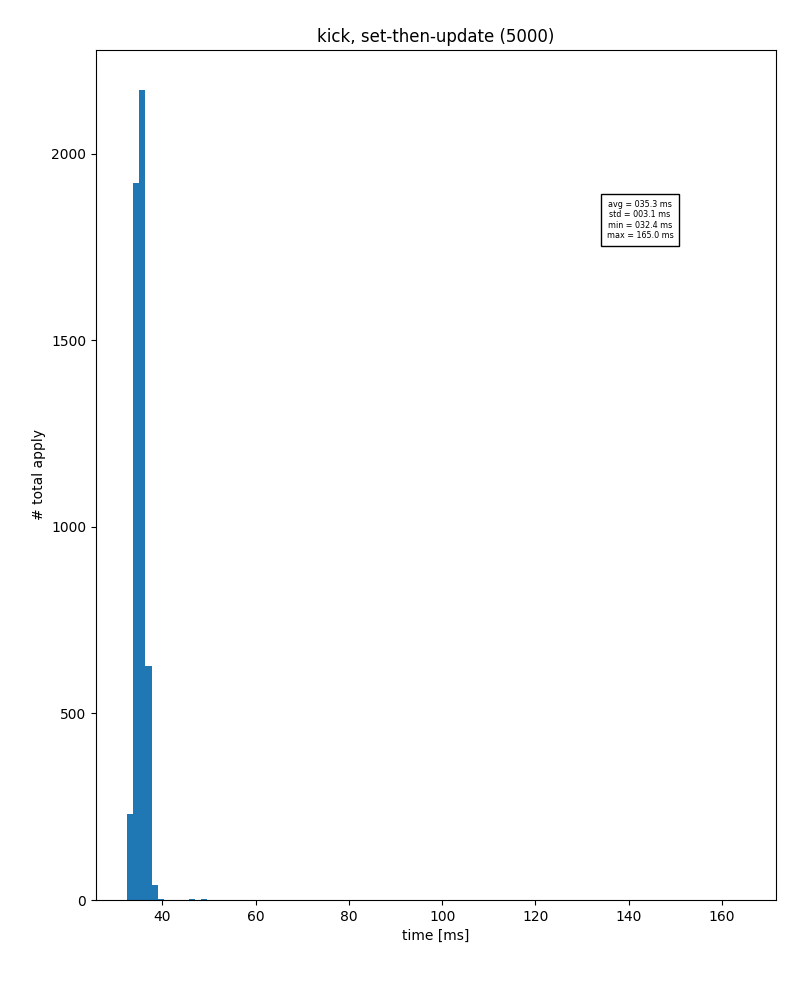 kick, set-then-update (5000)
2000
1500
1000
500
0
# total apply
avg = 035.3 ms
std = 003.1 ms
min = 032.4 ms
max = 165.0 ms
40 60 80 100 120 140 160
time [ms]